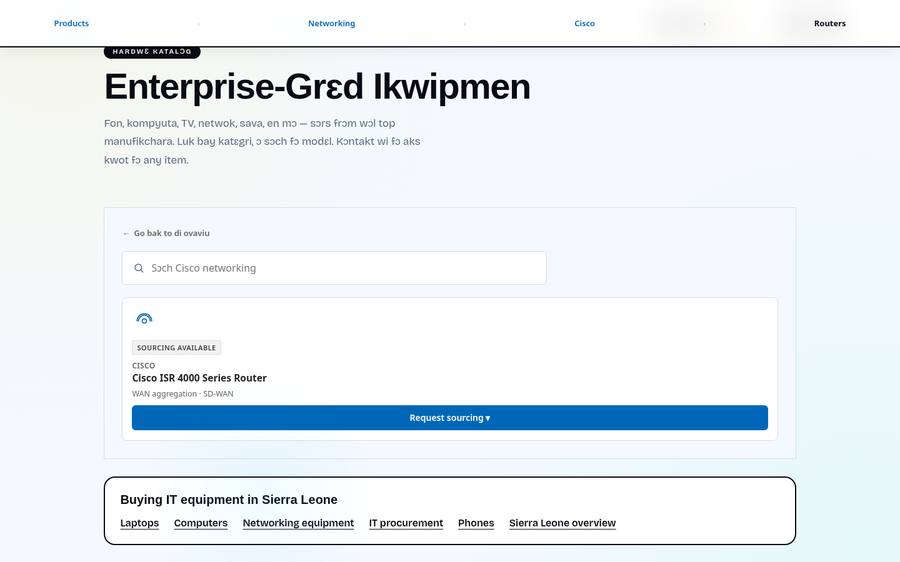 Products › Networking › Cisco › Routers
HARDWƐ KATALƆG
Enterprise-Grɛd Ikwipmen
Fon, kɔmpyuta, TV, netwok, sava, en mɔ — sɔrs frɔm wɔl top
manufikchara. Luk bay katɛgri, ɔ sɔch fɔ modɛl. Kɔntakt wi fɔ aks
kwot fɔ any item.
← Go bak to di ovaviu
Sɔch Cisco networking
SOURCING AVAILABLE
CISCO
Cisco ISR 4000 Series Router
WAN aggregation · SD-WAN
Request sourcing ▾
Buying IT equipment in Sierra Leone
Laptops Computers Networking equipment IT procurement Phones Sierra Leone overview